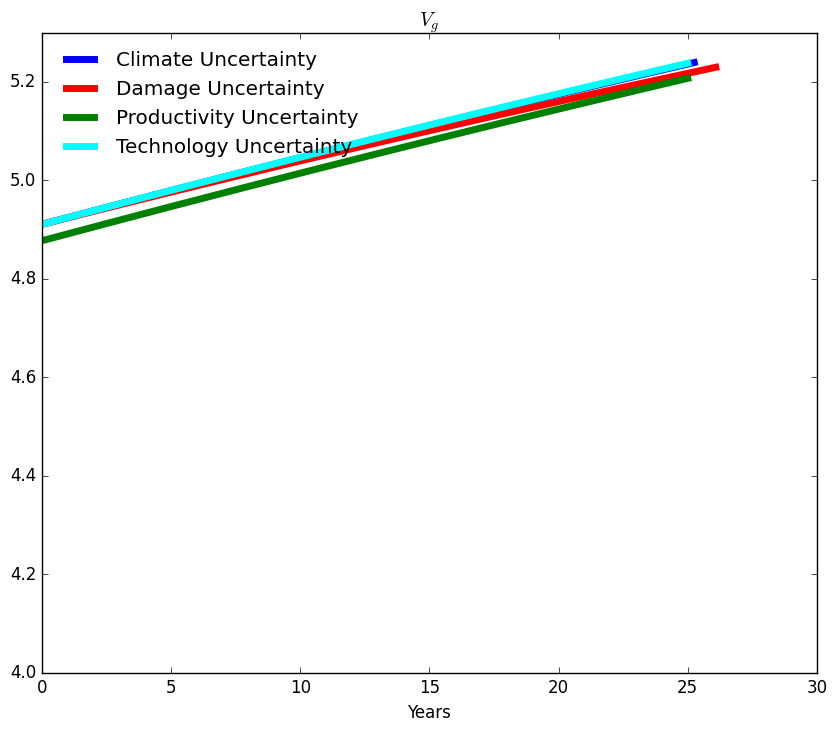 V_g
Climate Uncertainty
Damage Uncertainty
Productivity Uncertainty
Technology Uncertainty
5.2
5.0
4.8
4.6
4.4
4.2
4.0
0 5 10 15 20 25 30
Years